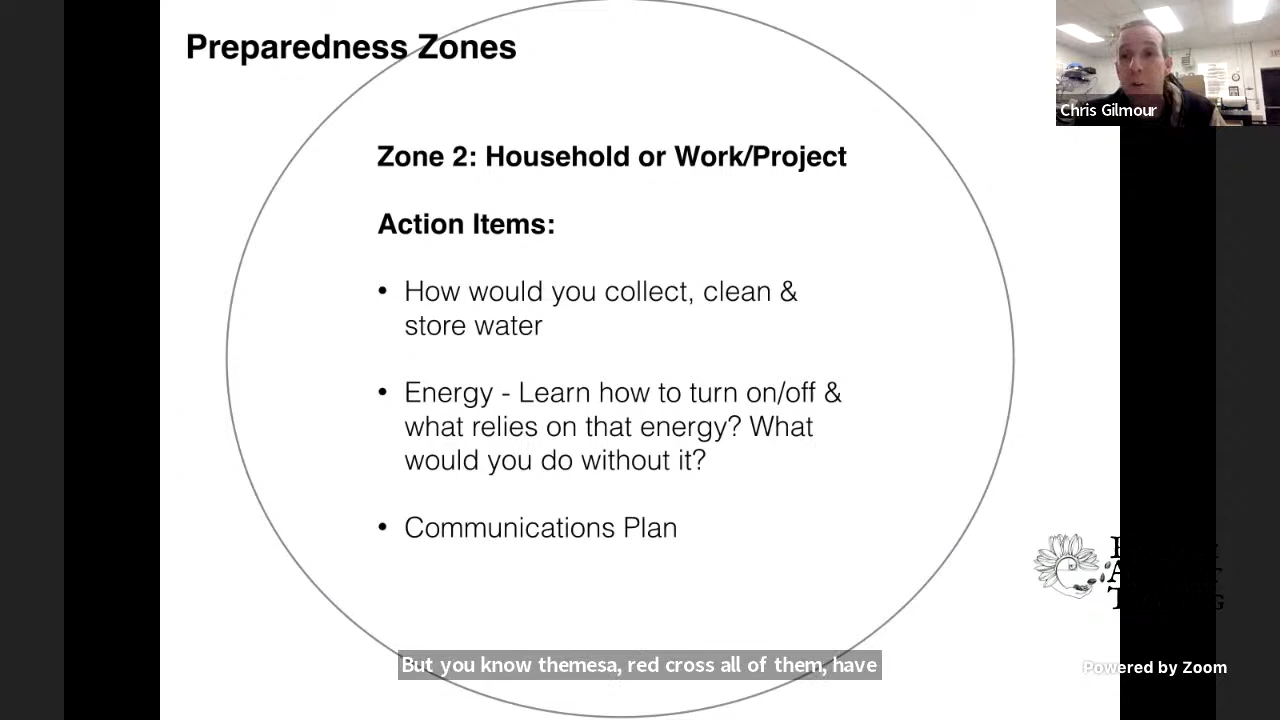 Preparedness Zones
Chris Gilmour
Zone 2: Household or Work/Project
Action Items:
• How would you collect, clean &
store water
• Energy - Learn how to turn on/off &
what relies on that energy? What
would you do without it?
• Communications Plan
But you know themesa, red cross all of them, have
Powered by Zoom